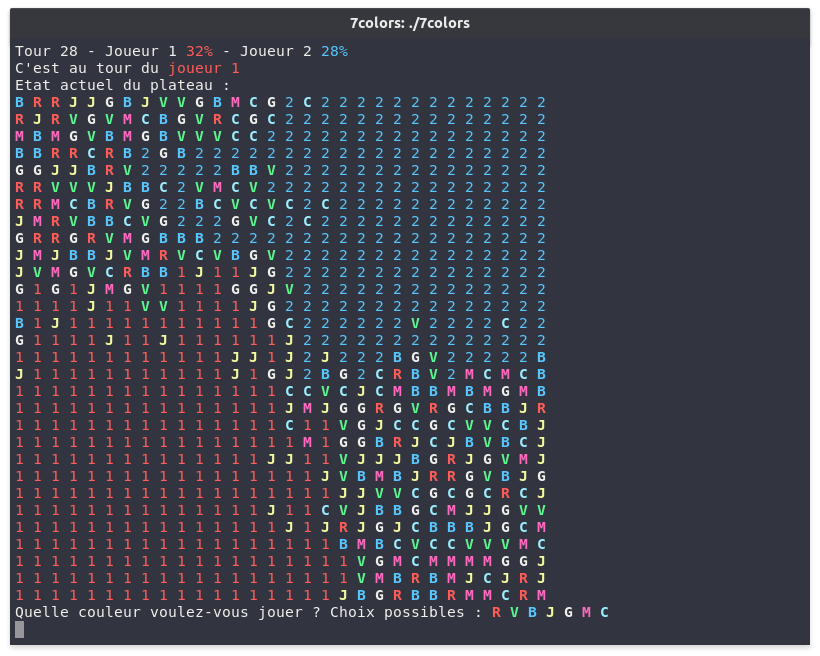 7colors: ./7colors
Tour 28 - Joueur 1 32% - Joueur 2 28%
C'est au tour du joueur 1
Etat actuel du plateau :
B R R J J G B J V V G B M C G 2 C 2 2 2 2 2 2 2 2 2 2 2 2 2
R J R V G V M C B G V R C G C 2 2 2 2 2 2 2 2 2 2 2 2 2 2 2
M B M G V B M G B V V V C C 2 2 2 2 2 2 2 2 2 2 2 2 2 2 2 2
B B R R C R B 2 G B 2 2 2 2 2 2 2 2 2 2 2 2 2 2 2 2 2 2 2 2
G G J J B R V 2 2 2 2 2 B B V 2 2 2 2 2 2 2 2 2 2 2 2 2 2 2
R R V V V J B B C 2 V M C V 2 2 2 2 2 2 2 2 2 2 2 2 2 2 2 2
R R M C B R V G 2 2 B C V C V C 2 C 2 2 2 2 2 2 2 2 2 2 2 2
J M R V B B C V G 2 2 2 G V C 2 C 2 2 2 2 2 2 2 2 2 2 2 2 2
G R R G R V M G B B B 2 2 2 2 2 2 2 2 2 2 2 2 2 2 2 2 2 2 2
J M J B B J V M R V C V B G V 2 2 2 2 2 2 2 2 2 2 2 2 2 2 2
J V M G V C R B B 1 J 1 1 J G 2 2 2 2 2 2 2 2 2 2 2 2 2 2 2
G 1 G 1 J M G V 1 1 1 1 G G J V 2 2 2 2 2 2 2 2 2 2 2 2 2 2
1 1 1 1 J 1 1 V V 1 1 1 1 J G 2 2 2 2 2 2 2 2 2 2 2 2 2 2 2
B 1 J 1 1 1 1 1 1 1 1 1 1 1 G C 2 2 2 2 2 2 V 2 2 2 2 C 2 2
G 1 1 1 1 J 1 1 J 1 1 1 1 1 1 J 2 2 2 2 2 2 2 2 2 2 2 2 2 2
1 1 1 1 1 1 1 1 1 1 1 1 J J 1 J 2 J 2 2 2 B G V 2 2 2 2 2 B
J 1 1 1 1 1 1 1 1 1 1 1 J 1 G J 2 B G 2 C R B V 2 M C M C B
1 1 1 1 1 1 1 1 1 1 1 1 1 1 1 C C V C J C M B B M B M G M B
1 1 1 1 1 1 1 1 1 1 1 1 1 1 1 J M J G G R G V R G C B B J R
1 1 1 1 1 1 1 1 1 1 1 1 1 1 1 C 1 1 V G J C C G C V V C B J
1 1 1 1 1 1 1 1 1 1 1 1 1 1 1 1 M 1 G G B R J C J B V B C J
1 1 1 1 1 1 1 1 1 1 1 1 1 1 J J 1 1 V J J J B G R J G V M J
1 1 1 1 1 1 1 1 1 1 1 1 1 1 1 1 1 J V B M B J R R G V B J G
1 1 1 1 1 1 1 1 1 1 1 1 1 1 1 1 1 1 J J V V C G C G C R C J
1 1 1 1 1 1 1 1 1 1 1 1 1 1 J 1 1 C V J B B G C M J J G V V
1 1 1 1 1 1 1 1 1 1 1 1 1 1 1 J 1 J R J G J C B B B J G C M
1 1 1 1 1 1 1 1 1 1 1 1 1 1 1 1 1 1 B M B C V C C V V V M C
1 1 1 1 1 1 1 1 1 1 1 1 1 1 1 1 1 1 1 V G M C M M M M G G J
1 1 1 1 1 1 1 1 1 1 1 1 1 1 1 1 1 1 1 V M B R B M J C J R J
1 1 1 1 1 1 1 1 1 1 1 1 1 1 1 1 1 1 J B G R B B R M M C R M
Quelle couleur voulez-vous jouer ? Choix possibles : R V B J G M C